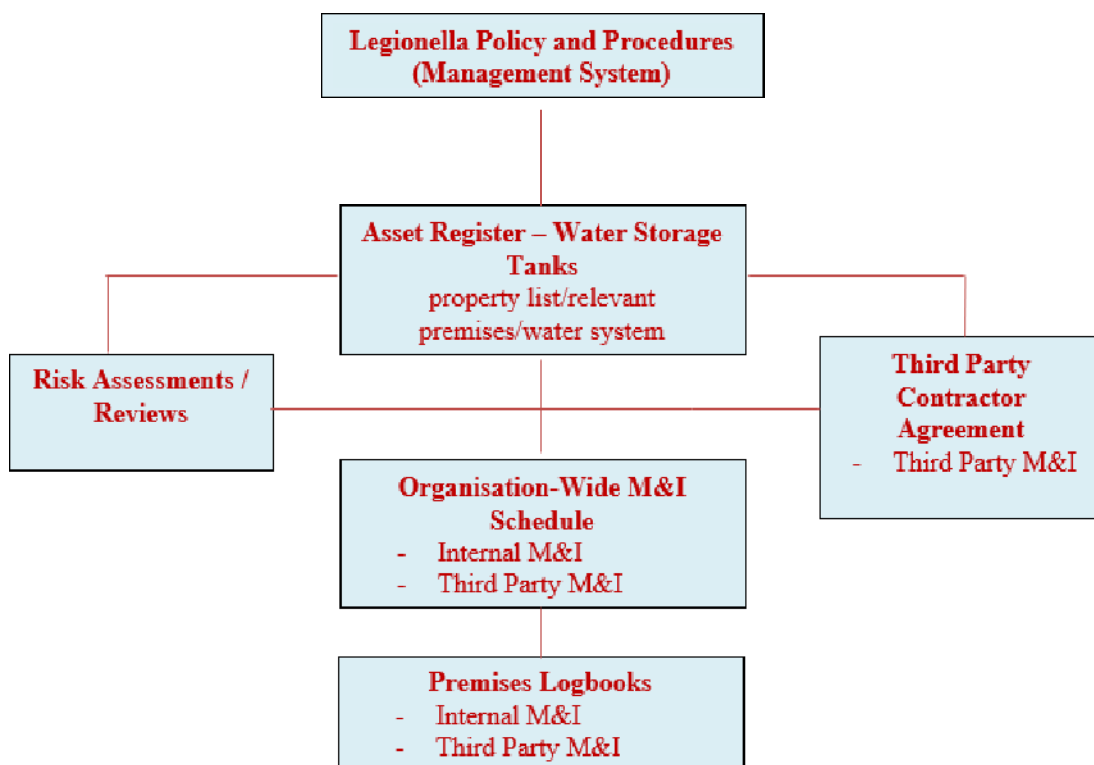 Legionella Policy and Procedures
(Management System)
Asset Register – Water Storage
Tanks
property list/relevant
premises/water system
Risk Assessments /
Reviews
Third Party
Contractor
Agreement
- Third Party M&I
Organisation-Wide M&I
Schedule
- Internal M&I
- Third Party M&I
Premises Logbooks
- Internal M&I
- Third Party M&I